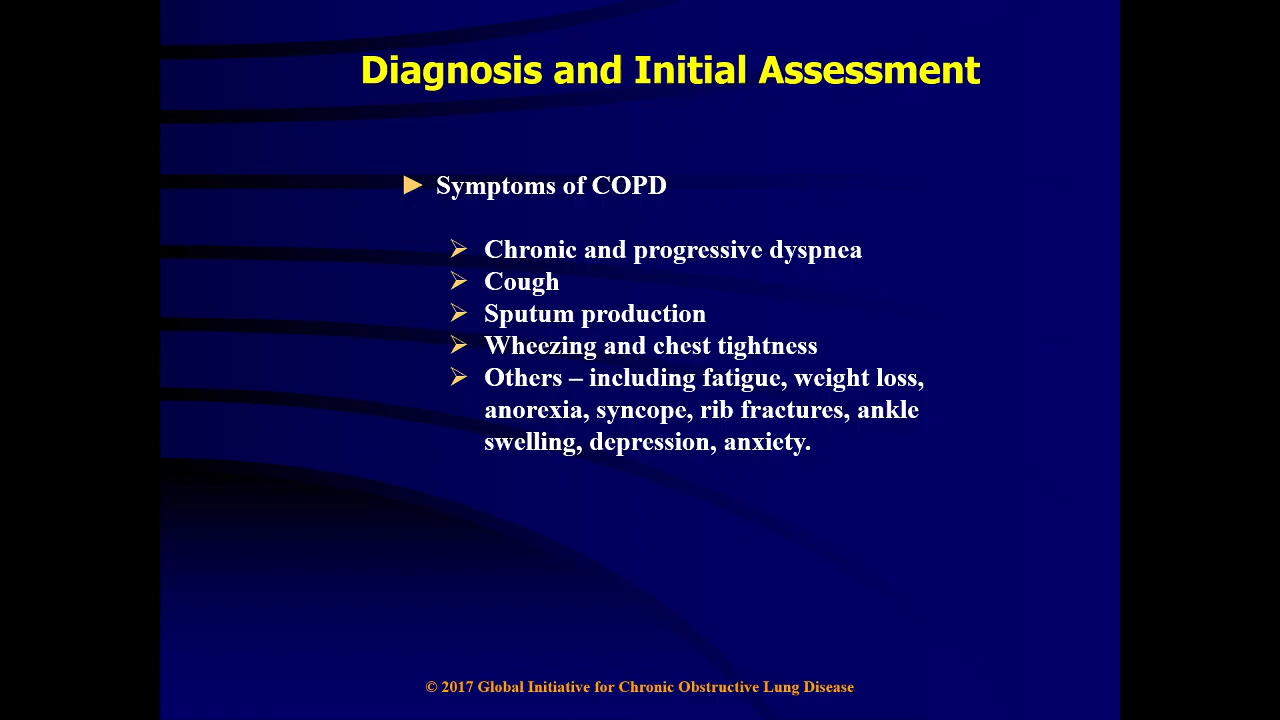 Diagnosis and Initial Assessment
► Symptoms of COPD
➢ Chronic and progressive dyspnea
➢ Cough
➢ Sputum production
➢ Wheezing and chest tightness
➢ Others – including fatigue, weight loss,
anorexia, syncope, rib fractures, ankle
swelling, depression, anxiety.
© 2017 Global Initiative for Chronic Obstructive Lung Disease